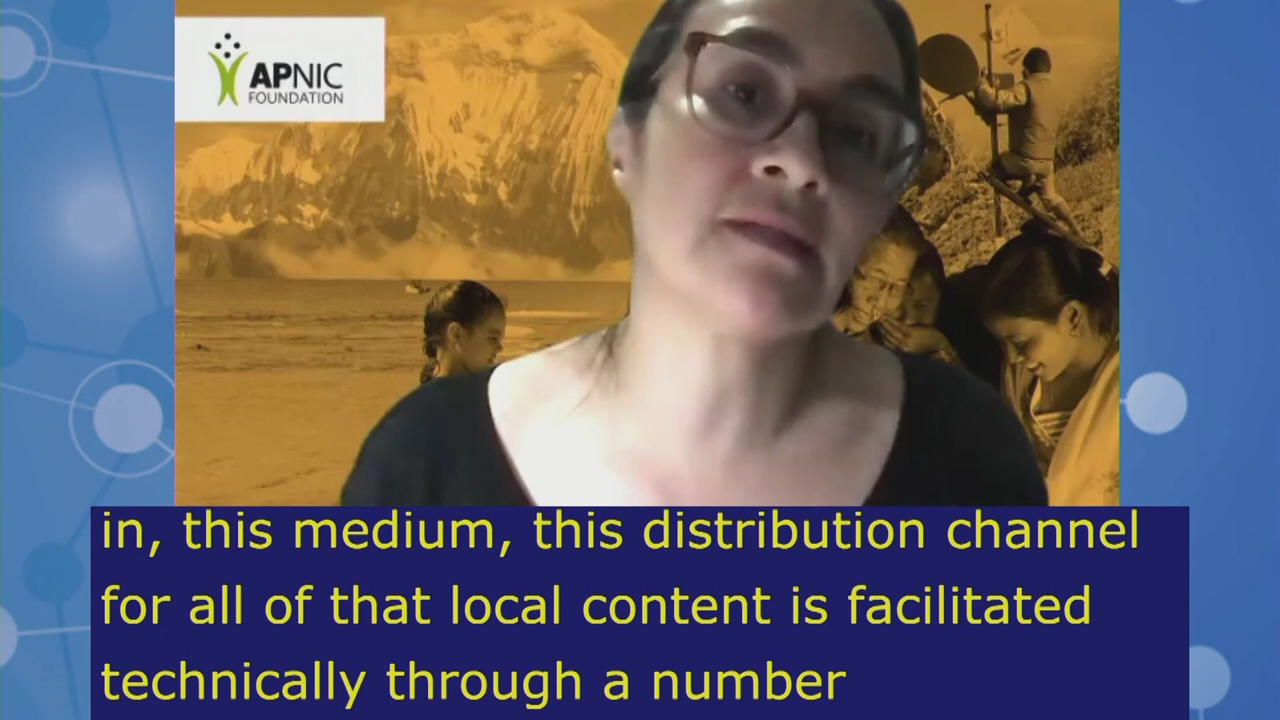 APNIC
FOUNDATION
in, this medium, this distribution channel
for all of that local content is facilitated
technically through a number